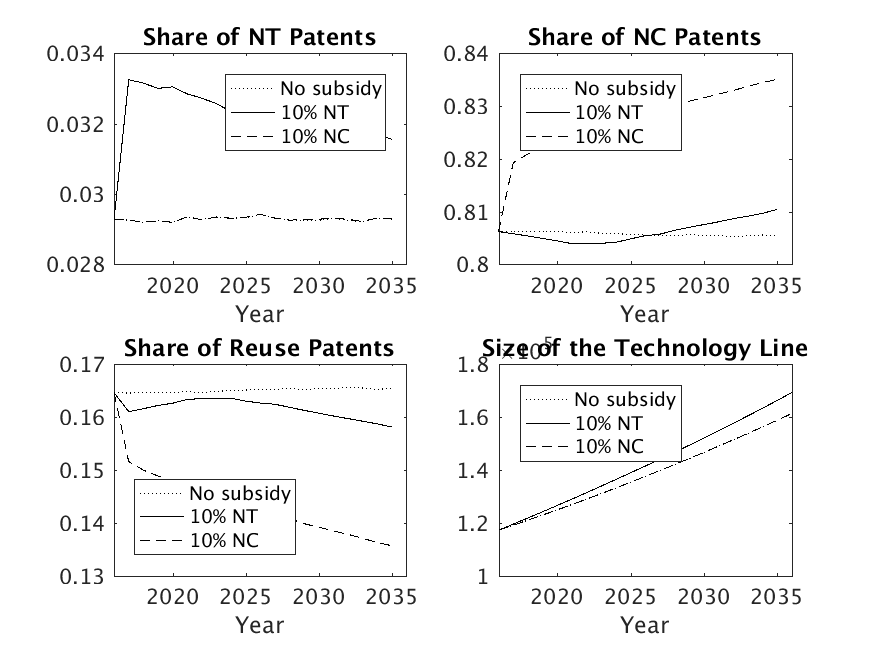 Share of NT Patents
0.034
0.032
0.03
0.028
No subsidy
10% NT
10% NC
2020 2025 2030 2035
Year
Share of NC Patents
0.84
0.83
0.82
0.81
0.8
No subsidy
10% NT
10% NC
2020 2025 2030 2035
Year
Share of Reuse Patents
0.17
0.16
0.15
0.14
0.13
No subsidy
10% NT
10% NC
2020 2025 2030 2035
Year
Size of the Technology Line
× 10^5
1.8
1.6
1.4
1.2
1
No subsidy
10% NT
10% NC
2020 2025 2030 2035
Year